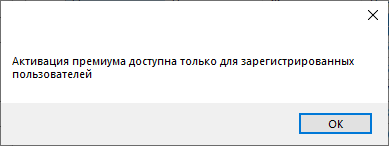 Активация премиума доступна только для зарегистрированных
пользователей
OK